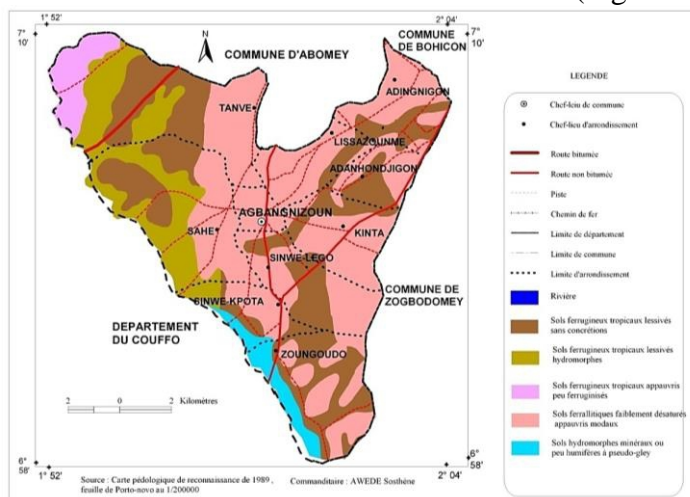 1° 52'
2° 04'
7°
10'
7°
10'
N
COMMUNE D'ABOMEY
COMMUNE
DE BOHICON
ADINGNIGON
TANVE
LISSAZOUNME
ADANHONDJIGON
AGBANGNIZOUN
SAHE
KINTA
SINWE-LEGO
COMMUNE DE
ZOGBODOMEY
SINWE-KPOTA
DEPARTEMENT
DU COUFFO
ZOUNGOUDO
2 0 2 Kilomètres
6°
58'
6°
58'
1° 52'
2° 04'
Source : Carte pédologique de reconnaissance de 1989 ,
feuille de Porto-novo au 1/200000
Commanditaire : AWEDE Sosthène
LEGENDE
Chef-leiu de commune
Chef-lieu d'arrondissement
Route bitumée
Route non bitumée
Piste
Chemin de fer
Limite de département
Limite de commune
Limite d'arrondissement
Rivière
Sols ferrugineux tropicaux lessivés
sans concrétions
Sols ferrugineux tropicaux lessivés
hydromorphes
Sols ferrugineux tropicaux appauvris
peu ferruginisés
Sols ferrallitiques faiblement désaturés
appauvris modaux
Sols hydromorphes minéraux ou
peu humifères à pseudo-gley